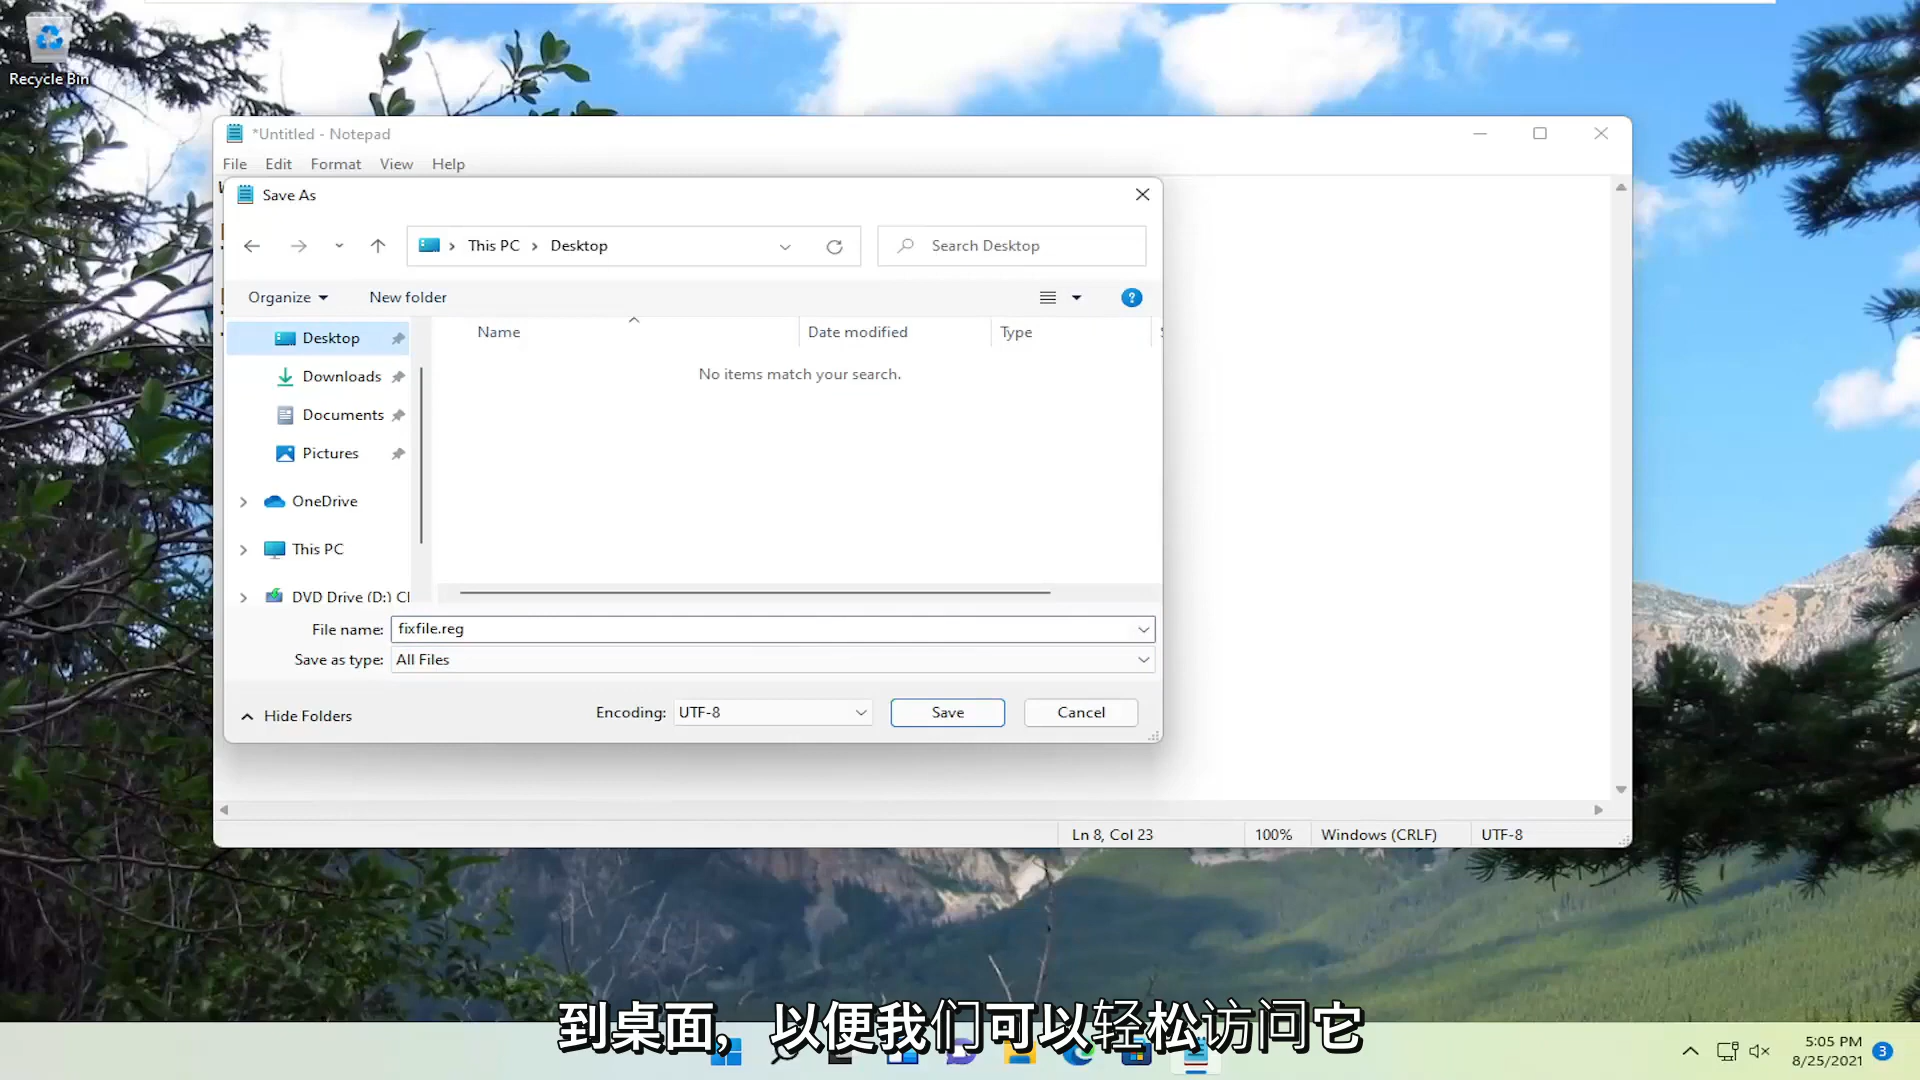 Recycle Bin
*Untitled - Notepad
File Edit Format View Help
Save As
This PC > Desktop
Search Desktop
Organize New folder
Name Date modified Type
No items match your search.
Desktop
Downloads
Documents
Pictures
OneDrive
This PC
DVD Drive (D:)
File name: fixfile.reg
Save as type: All Files
Hide Folders Encoding: UTF-8 Save Cancel
Ln 8, Col 23 100% Windows (CRLF) UTF-8
到桌面，以便我们可以轻松访问它
5:05 PM
8/25/2021 3